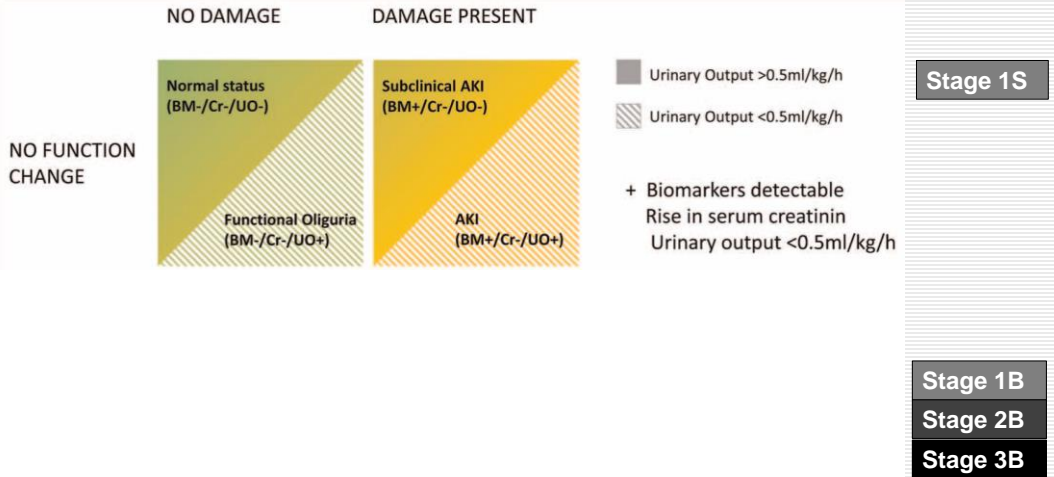 NO DAMAGE
DAMAGE PRESENT
NO FUNCTION
CHANGE
Normal status
(BM-/Cr-/UO-)
Functional Oliguria
(BM-/Cr-/UO+)
Subclinical AKI
(BM+/Cr-/UO-)
AKI
(BM+/Cr-/UO+)
Urinary Output >0.5ml/kg/h
Urinary Output <0.5ml/kg/h
+ Biomarkers detectable
Rise in serum creatinin
Urinary output <0.5ml/kg/h
Stage 1S
Stage 1B
Stage 2B
Stage 3B